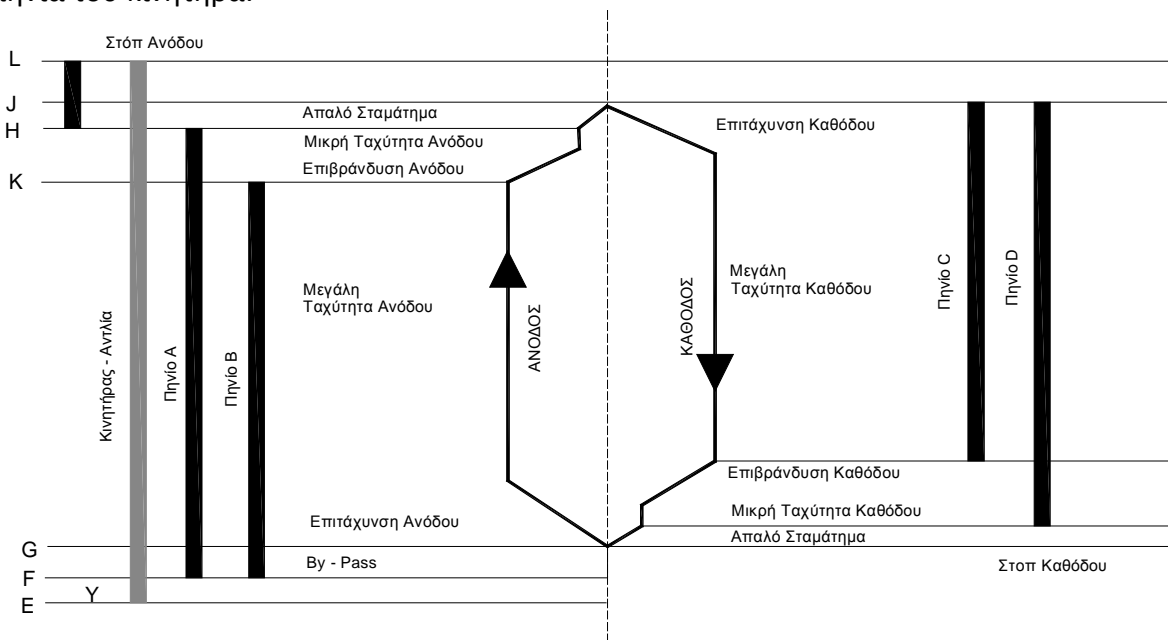 Στόπ Ανόδου
L
J
Απαλό Σταμάτημα
Επιτάχυνση Καθόδου
H
Μικρή Ταχύτητα Ανόδου
Επιβράνδυση Ανόδου
K
Μεγάλη
Ταχύτητα Ανόδου
Μεγάλη
Ταχύτητα Καθόδου
ΑΝΟΔΟΣ
ΚΑΘΟΔΟΣ
Πηνίο C
Πηνίο D
Κινητήρας - Αντλία
Πηνίο A
Πηνίο B
Επιβράνδυση Καθόδου
Μικρή Ταχύτητα Καθόδου
Επιτάχυνση Ανόδου
Απαλό Σταμάτημα
G
By - Pass
Στοπ Καθόδου
F
Y
E